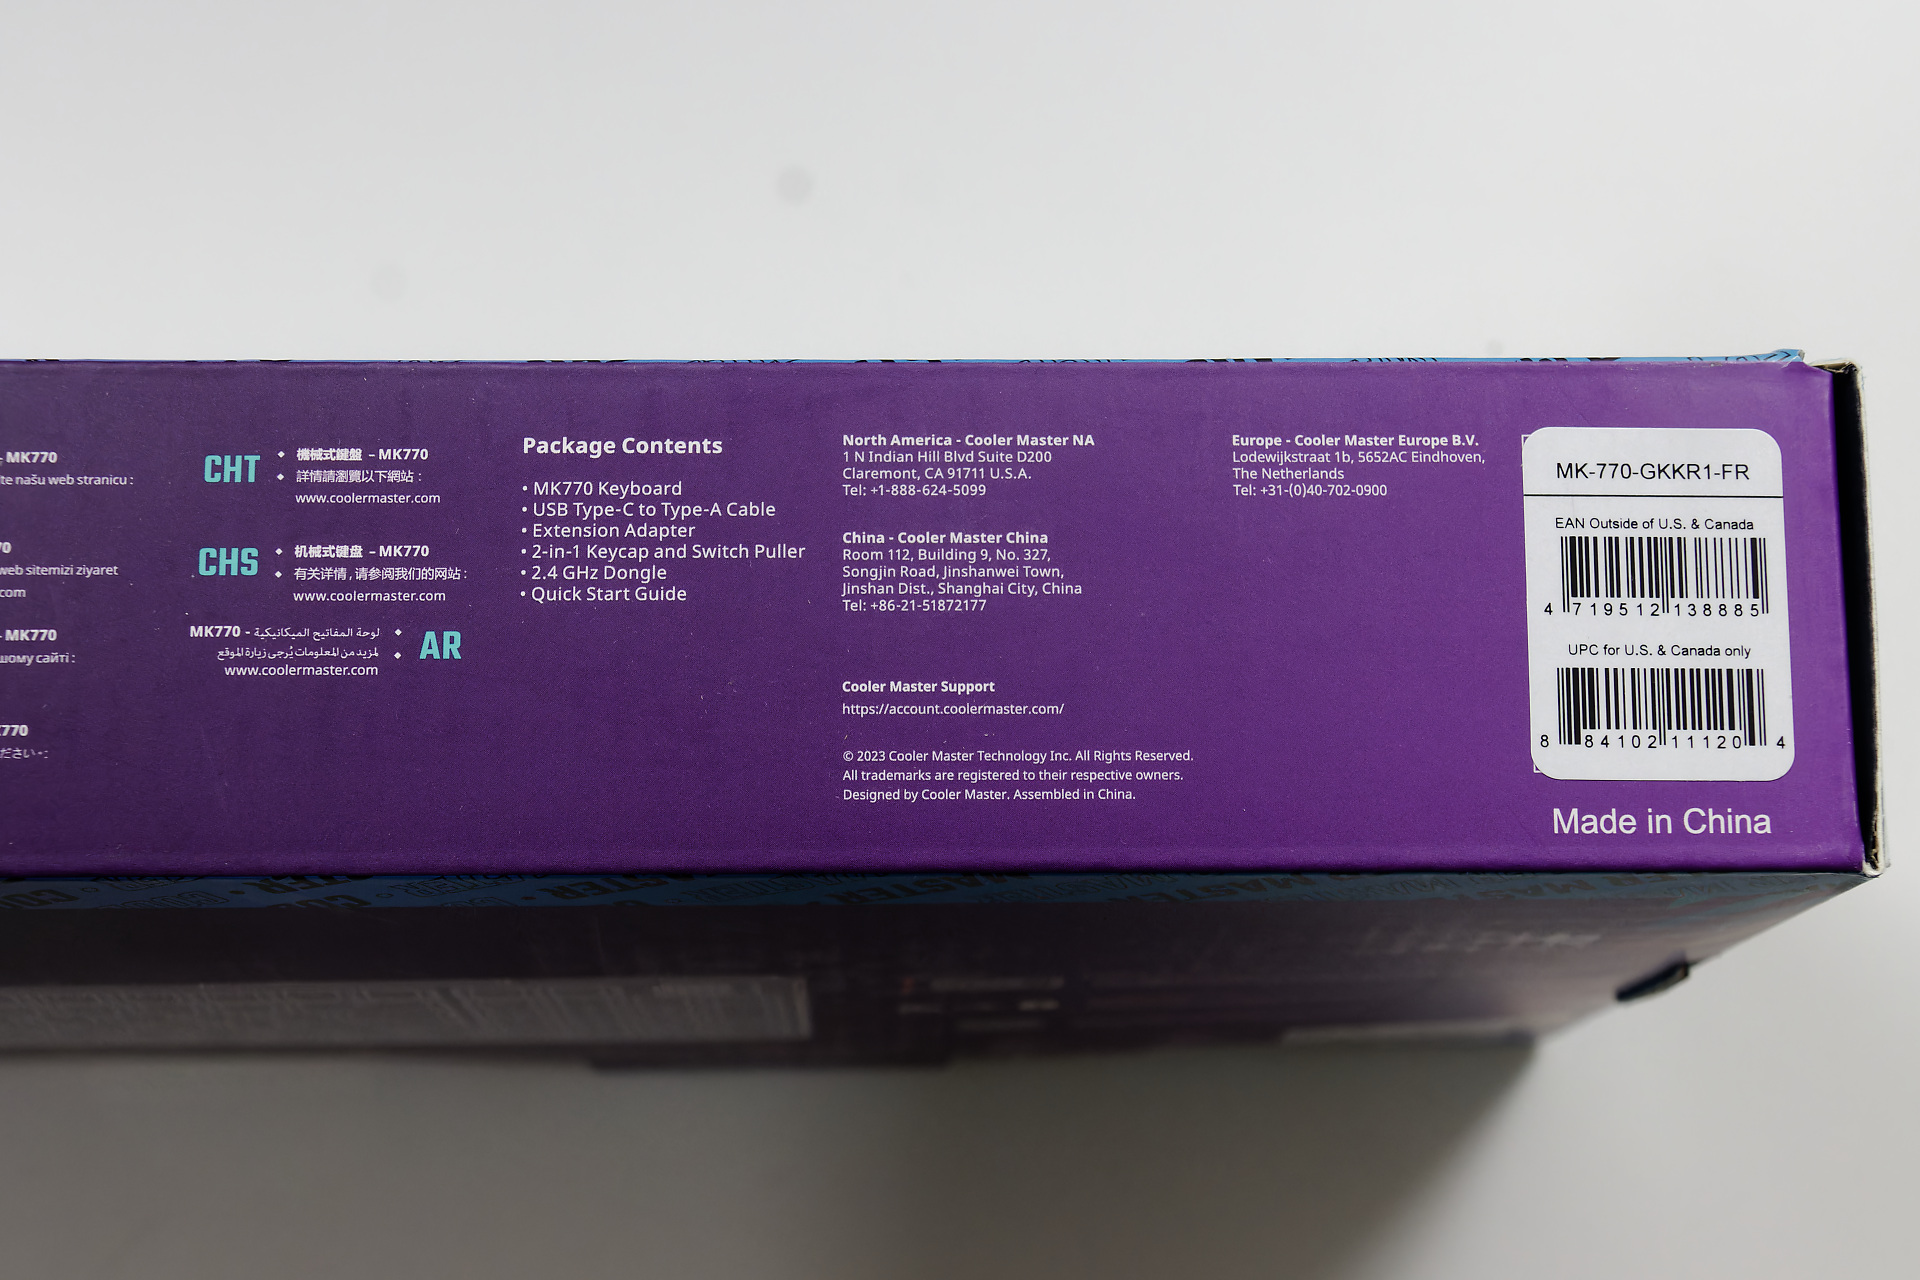 MK770
te našu web stranicu :
web sitemizi ziyaret
com
- MK770
шому сайті :
ださい。:
CHT
機械式鍵盤 – MK770
詳情請瀏覽以下網站 :
www.coolermaster.com
CHS
机械式键盘 – MK770
有关详情 , 请参阅我们的网站 :
www.coolermaster.com
AR
لوحة المفاتيح الميكانيكية - MK770
لمزيد من المعلومات يُرجى زيارة الموقع
www.coolermaster.com
Package Contents
• MK770 Keyboard
• USB Type-C to Type-A Cable
• Extension Adapter
• 2-in-1 Keycap and Switch Puller
• 2.4 GHz Dongle
• Quick Start Guide
North America - Cooler Master NA
1 N Indian Hill Blvd Suite D200
Claremont, CA 91711 U.S.A.
Tel: +1-888-624-5099
China - Cooler Master China
Room 112, Building 9, No. 327,
Songjin Road, Jinshanwei Town,
Jinshan Dist., Shanghai City, China
Tel: +86-21-51872177
Cooler Master Support
https://account.coolermaster.com/
© 2023 Cooler Master Technology Inc. All Rights Reserved.
All trademarks are registered to their respective owners.
Designed by Cooler Master. Assembled in China.
Europe - Cooler Master Europe B.V.
Lodewijkstraat 1b, 5652AC Eindhoven,
The Netherlands
Tel: +31-(0)40-702-0900
MK-770-GKKR1-FR
EAN Outside of U.S. & Canada
4 719512 138885
UPC for U.S. & Canada only
8 84102 11120 4
Made in China